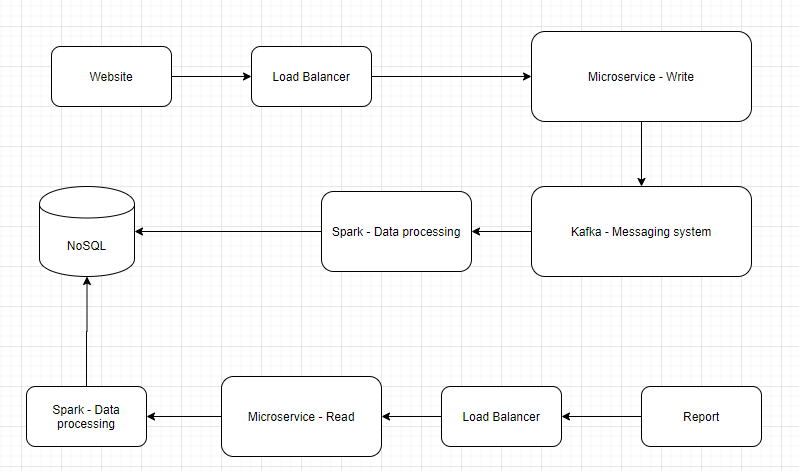 Website
Load Balancer
Microservice - Write
NoSQL
Spark - Data processing
Kafka - Messaging system
Spark - Data
processing
Microservice - Read
Load Balancer
Report